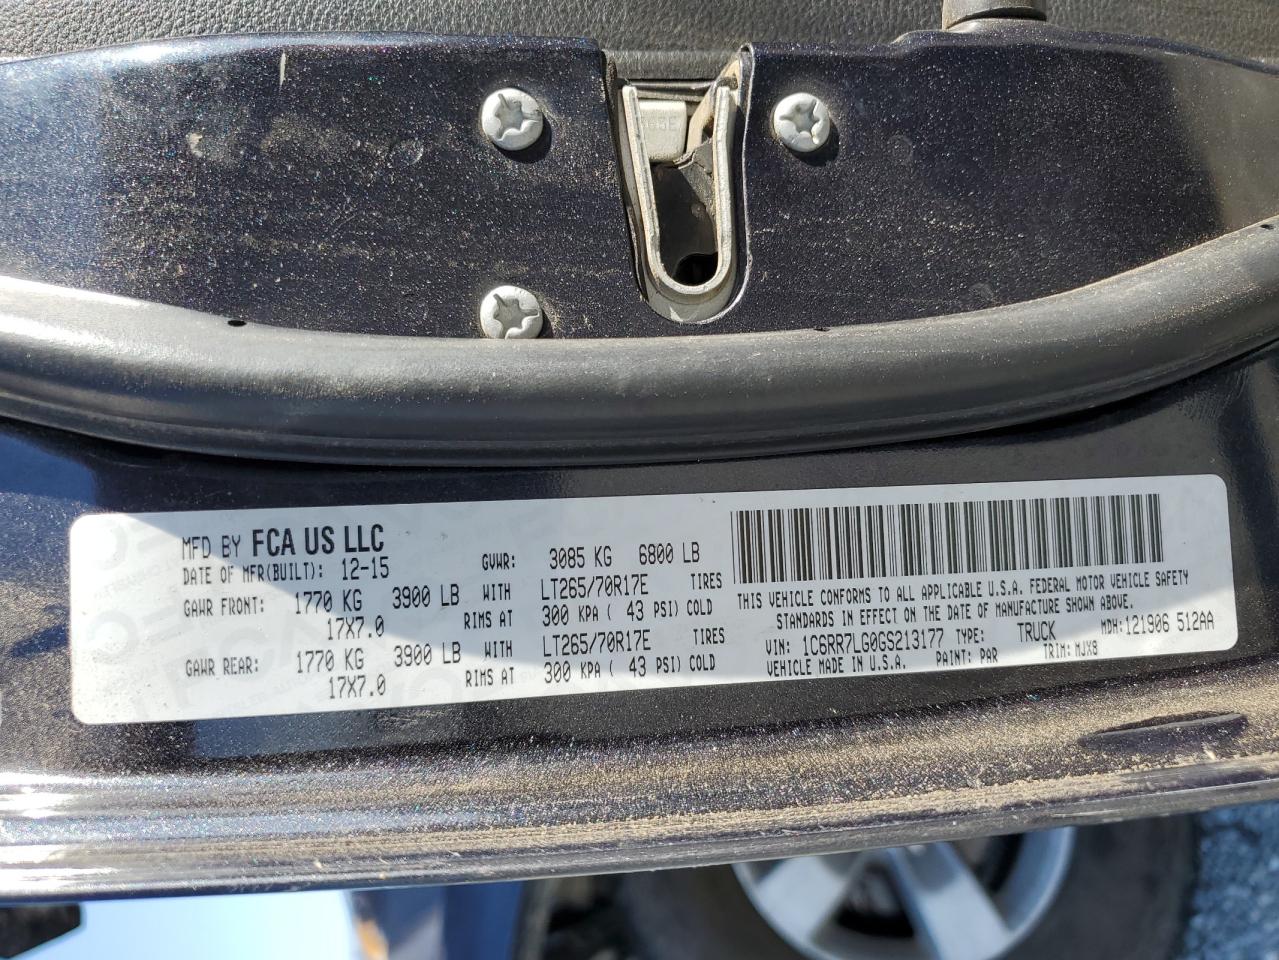 MFD BY FCA US LLC
DATE OF MFR(BUILT): 12-15 GVWR: 3085 KG 6800 LB
GAWR FRONT: 1770 KG 3900 LB WITH LT265/70R17E TIRES
17X7.0 RIMS AT 300 KPA ( 43 PSI) COLD
GAWR REAR: 1770 KG 3900 LB WITH LT265/70R17E TIRES
17X7.0 RIMS AT 300 KPA ( 43 PSI) COLD
THIS VEHICLE CONFORMS TO ALL APPLICABLE U.S.A. FEDERAL MOTOR VEHICLE SAFETY
STANDARDS IN EFFECT ON THE DATE OF MANUFACTURE SHOWN ABOVE.
VIN: 1C6RR7LG0GS213177 TYPE: TRUCK MDH: 121906 512AA
VEHICLE MADE IN U.S.A. PAINT: PAR TRIM: MJX8